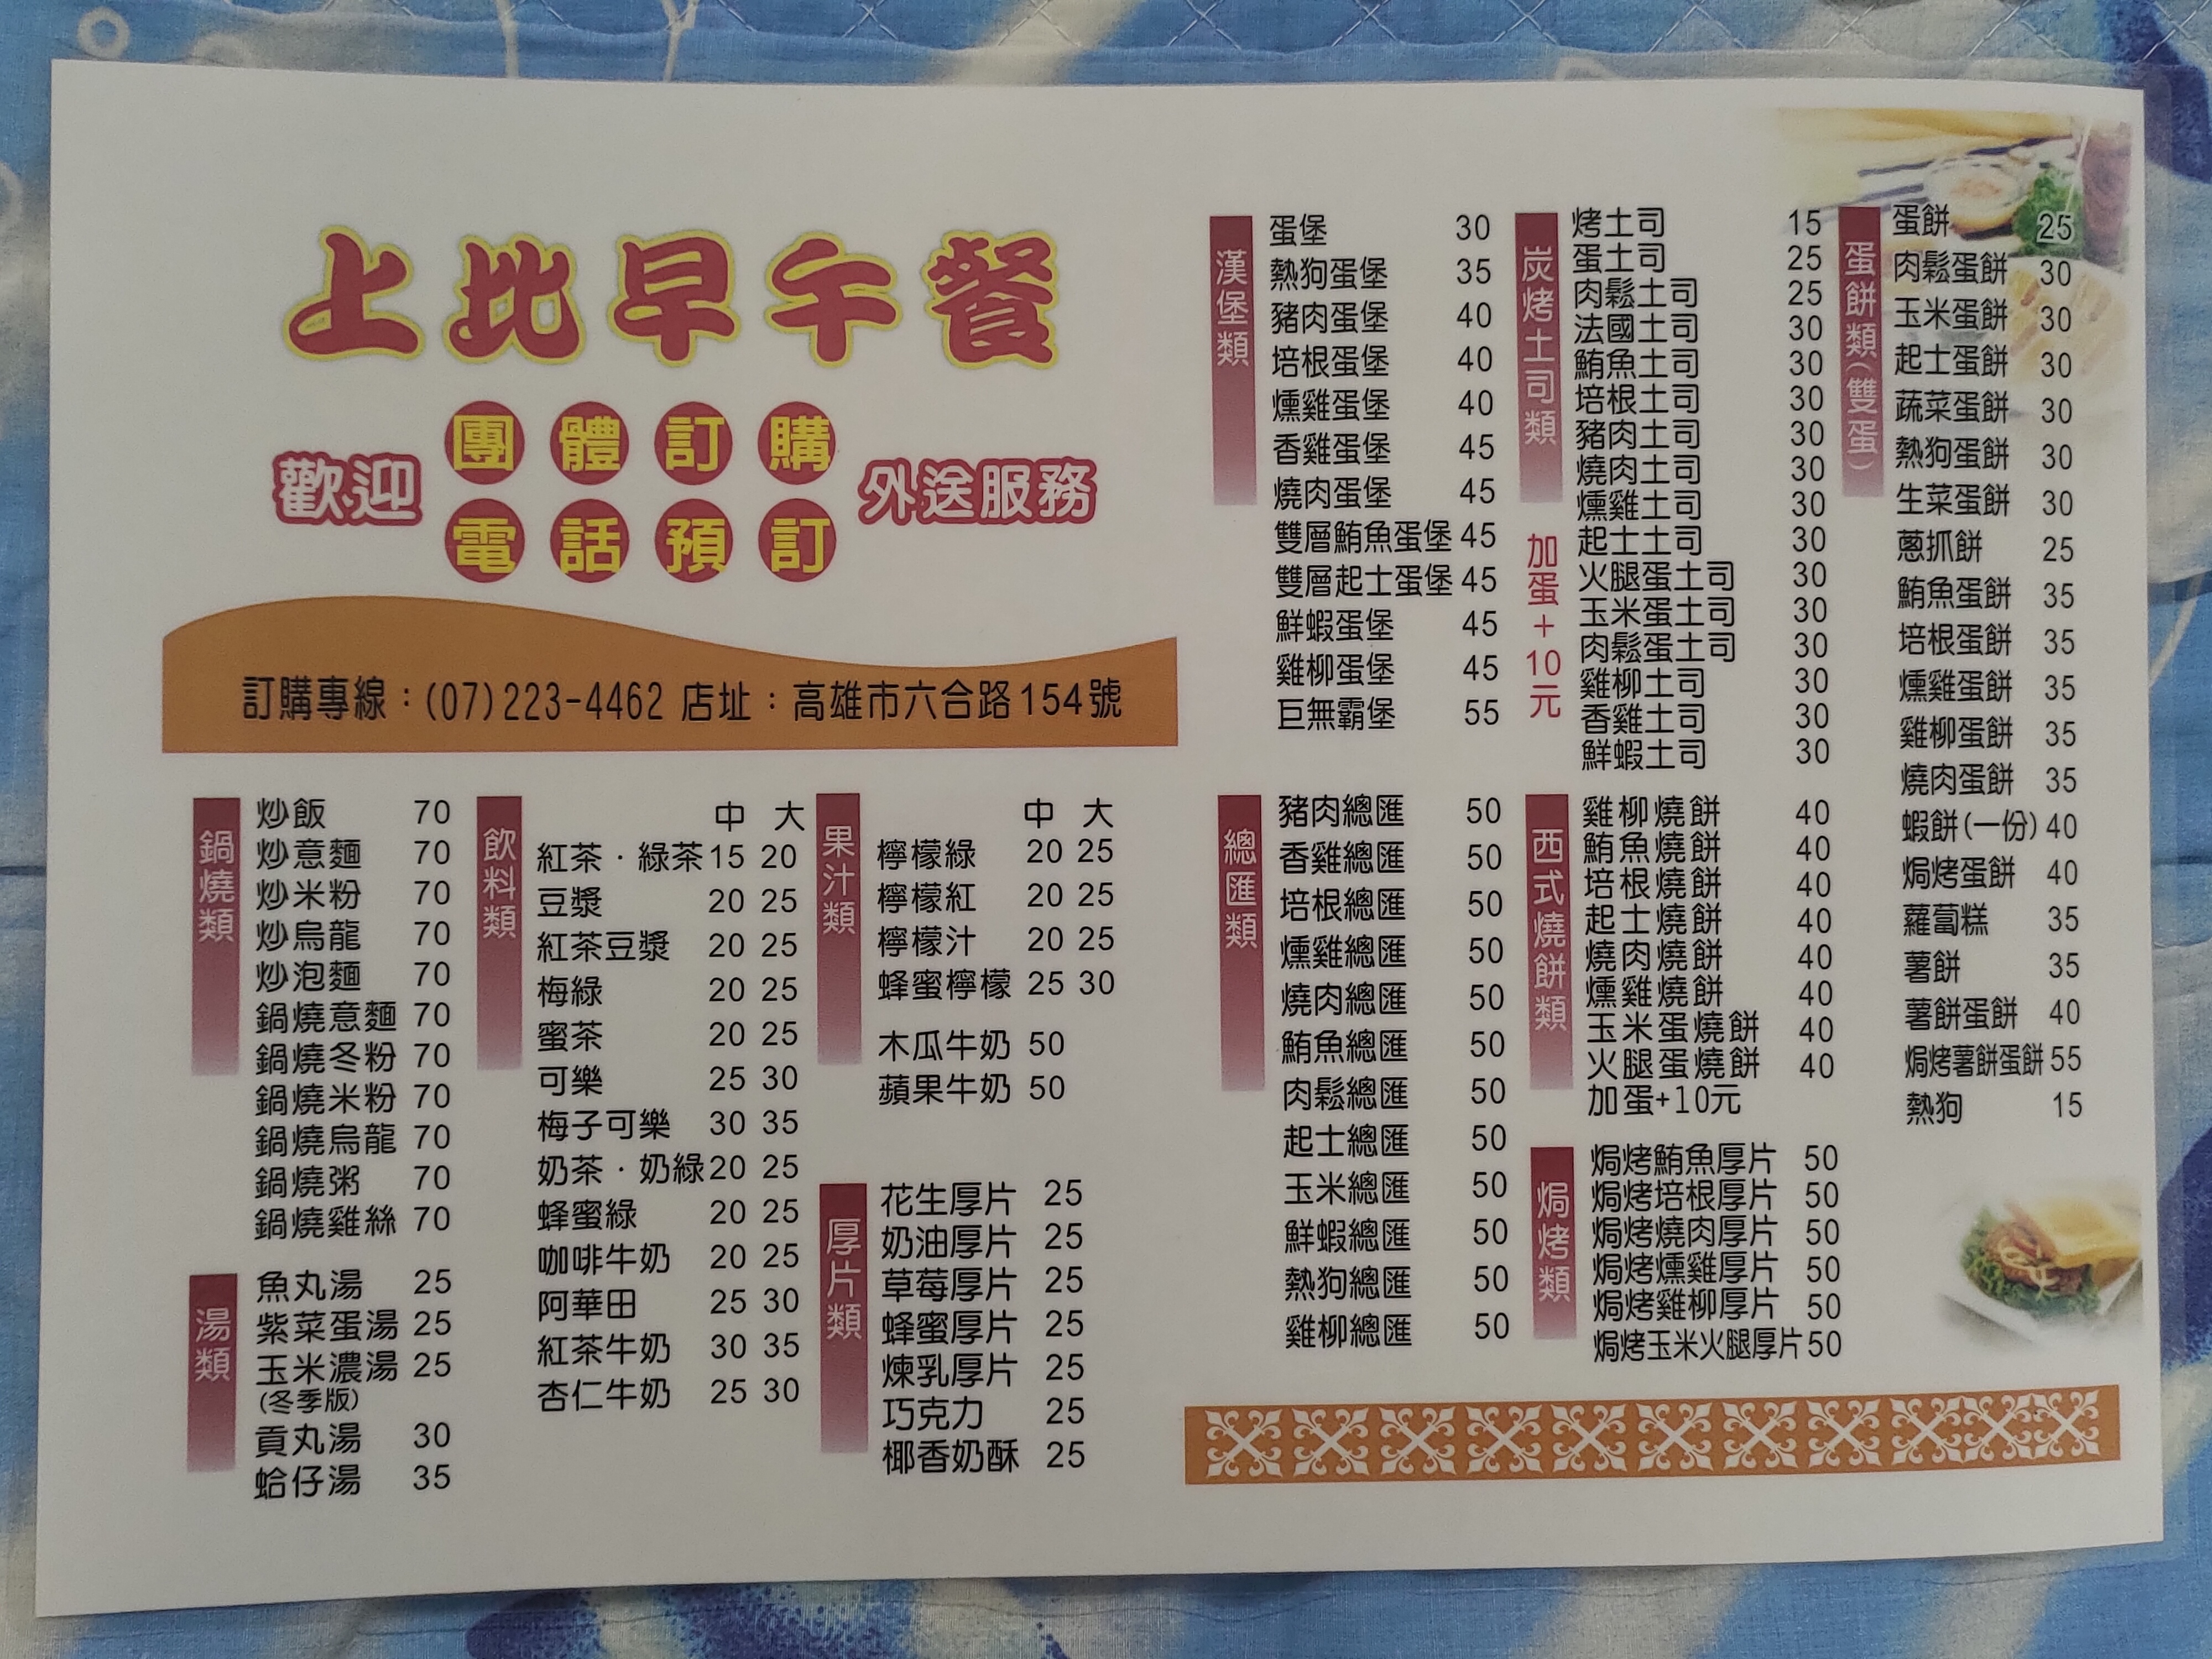 上比早午餐
歡迎
團體訂購
電話預訂
外送服務
訂購專線：(07)223-4462 店址：高雄市六合路154號
鍋燒類
炒飯 70
炒意麵 70
炒米粉 70
炒烏龍 70
炒泡麵 70
鍋燒意麵 70
鍋燒冬粉 70
鍋燒米粉 70
鍋燒烏龍 70
鍋燒粥 70
鍋燒雞絲 70
湯類
魚丸湯 25
紫菜蛋湯 25
玉米濃湯 25
(冬季版)
貢丸湯 30
蛤仔湯 35
飲料類
中 大
紅茶．綠茶 15 20
豆漿 20 25
紅茶豆漿 20 25
梅綠 20 25
蜜茶 20 25
可樂 25 30
梅子可樂 30 35
奶茶．奶綠 20 25
蜂蜜綠 20 25
咖啡牛奶 20 25
阿華田 25 30
紅茶牛奶 30 35
杏仁牛奶 25 30
果汁類
中 大
檸檬綠 20 25
檸檬紅 20 25
檸檬汁 20 25
蜂蜜檸檬 25 30
木瓜牛奶 50
蘋果牛奶 50
厚片類
花生厚片 25
奶油厚片 25
草莓厚片 25
蜂蜜厚片 25
煉乳厚片 25
巧克力 25
椰香奶酥 25
漢堡類
蛋堡 30
熱狗蛋堡 35
豬肉蛋堡 40
培根蛋堡 40
燻雞蛋堡 40
香雞蛋堡 45
燒肉蛋堡 45
雙層鮪魚蛋堡 45
雙層起士蛋堡 45
鮮蝦蛋堡 45
雞柳蛋堡 45
巨無霸堡 55
炭烤土司類
加蛋+10元
烤土司 15
蛋土司 25
肉鬆土司 25
法國土司 30
鮪魚土司 30
培根土司 30
豬肉土司 30
燒肉土司 30
燻雞土司 30
起士土司 30
火腿蛋土司 30
玉米蛋土司 30
肉鬆蛋土司 30
雞柳土司 30
香雞土司 30
鮮蝦土司 30
蛋餅類(雙蛋)
蛋餅 25
肉鬆蛋餅 30
玉米蛋餅 30
起士蛋餅 30
蔬菜蛋餅 30
熱狗蛋餅 30
生菜蛋餅 30
蔥抓餅 25
鮪魚蛋餅 35
培根蛋餅 35
燻雞蛋餅 35
雞柳蛋餅 35
燒肉蛋餅 35
蝦餅(一份) 40
焗烤蛋餅 40
蘿蔔糕 35
薯餅 35
薯餅蛋餅 40
焗烤薯餅蛋餅 55
熱狗 15
總匯類
豬肉總匯 50
香雞總匯 50
培根總匯 50
燻雞總匯 50
燒肉總匯 50
鮪魚總匯 50
肉鬆總匯 50
起士總匯 50
玉米總匯 50
鮮蝦總匯 50
熱狗總匯 50
雞柳總匯 50
西式燒餅類
雞柳燒餅 40
鮪魚燒餅 40
培根燒餅 40
起士燒餅 40
燒肉燒餅 40
燻雞燒餅 40
玉米蛋燒餅 40
火腿蛋燒餅 40
加蛋+10元
焗烤類
焗烤鮪魚厚片 50
焗烤培根厚片 50
焗烤燒肉厚片 50
焗烤燻雞厚片 50
焗烤雞柳厚片 50
焗烤玉米火腿厚片 50